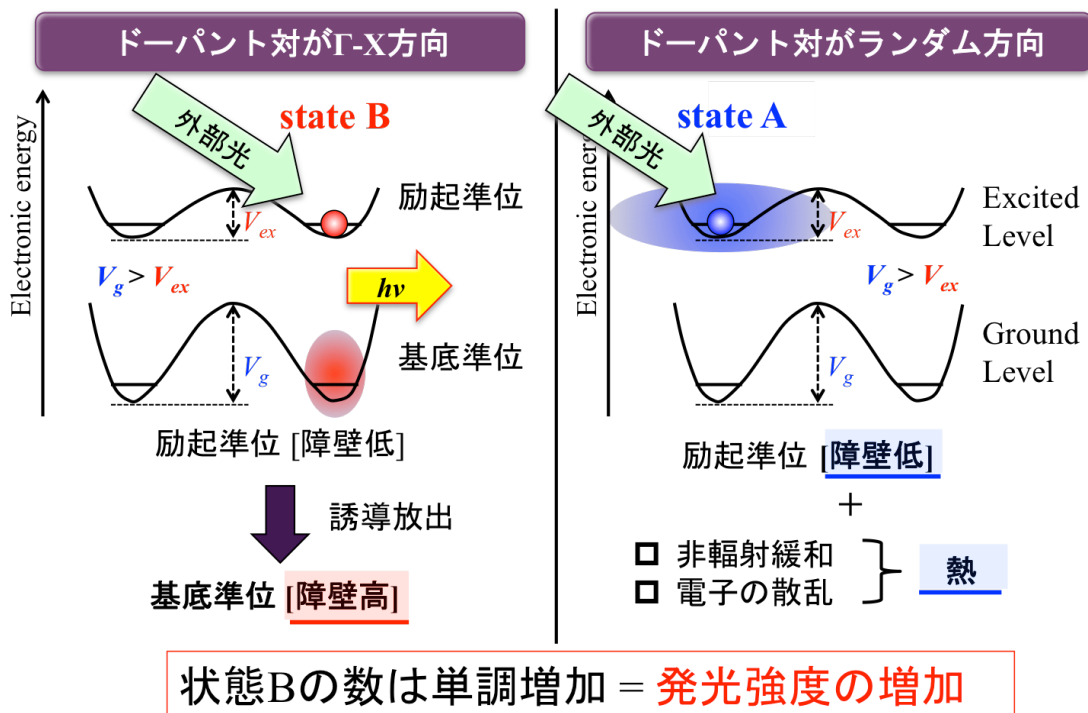 ドーパント対がΓ-X方向
Electronic energy
外部光
state B
励起準位
Vex
Vg > Vex
hν
基底準位
Vg
励起準位 [障壁低]
誘導放出
基底準位 [障壁高]
ドーパント対がランダム方向
Electronic energy
外部光
state A
Excited
Level
Vex
Vg > Vex
Ground
Level
Vg
励起準位 [障壁低]
+
非輻射緩和
電子の散乱
熱
状態Bの数は単調増加 = 発光強度の増加